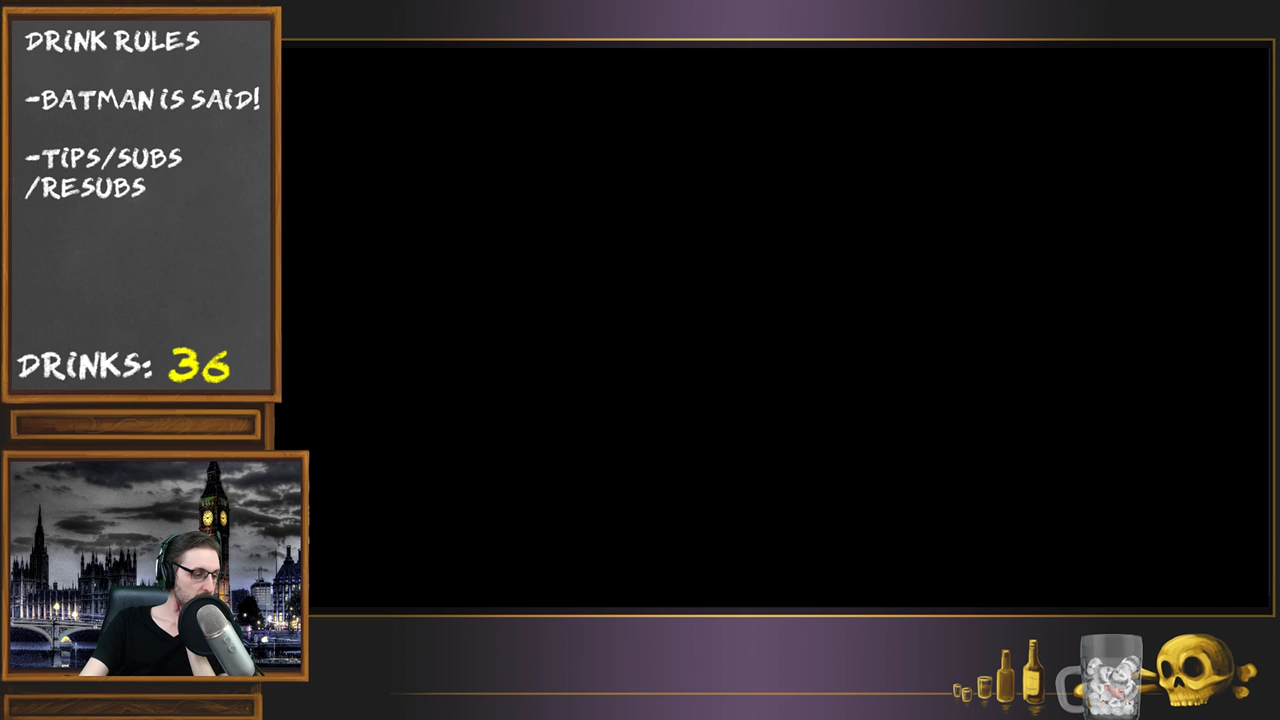 DRINK RULES
-BATMAN IS SAID!
-TIPS/SUBS
/RESUBS
DRINKS: 36